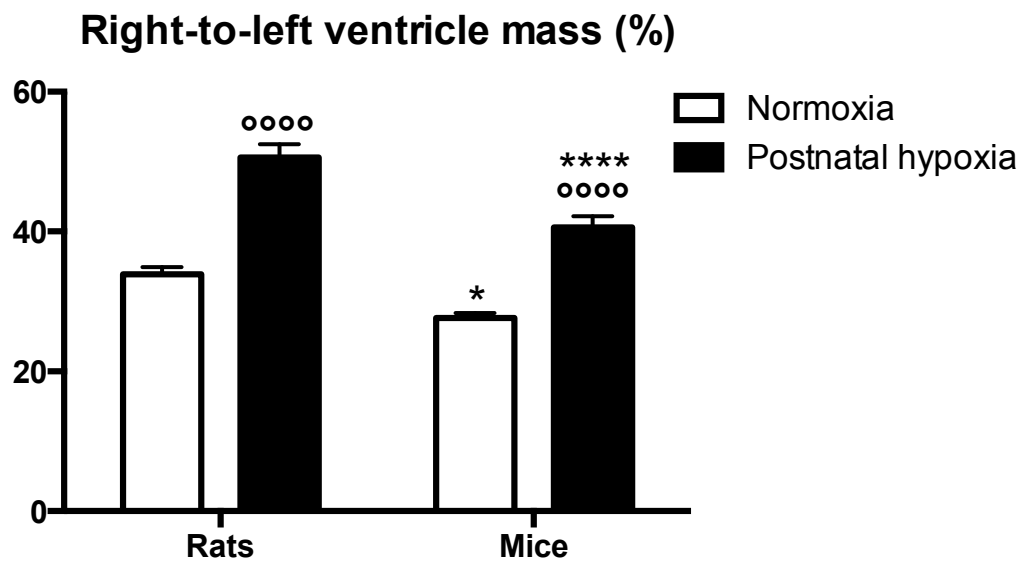 Right-to-left ventricle mass (%)
60
40
20
0
°°°°
*
****
°°°°
Rats
Mice
Normoxia
Postnatal hypoxia